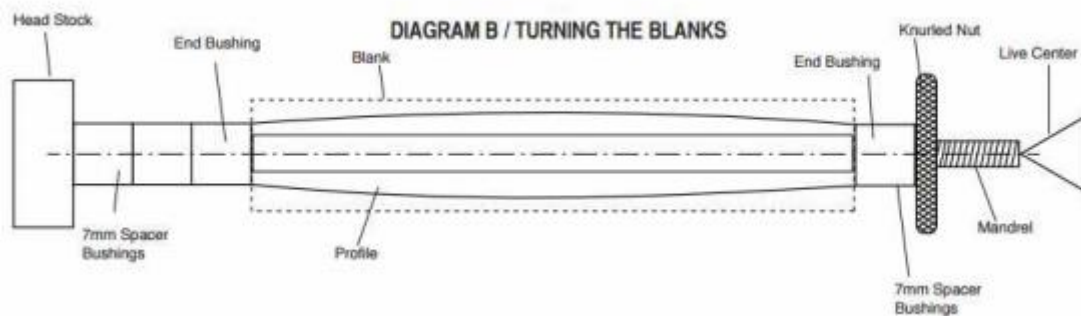 Head Stock
DIAGRAM B / TURNING THE BLANKS
Knurled Nut
End Bushing
Live Center
Blank
End Bushing
7mm Spacer
Bushings
Profile
Mandrel
7mm Spacer
Bushings